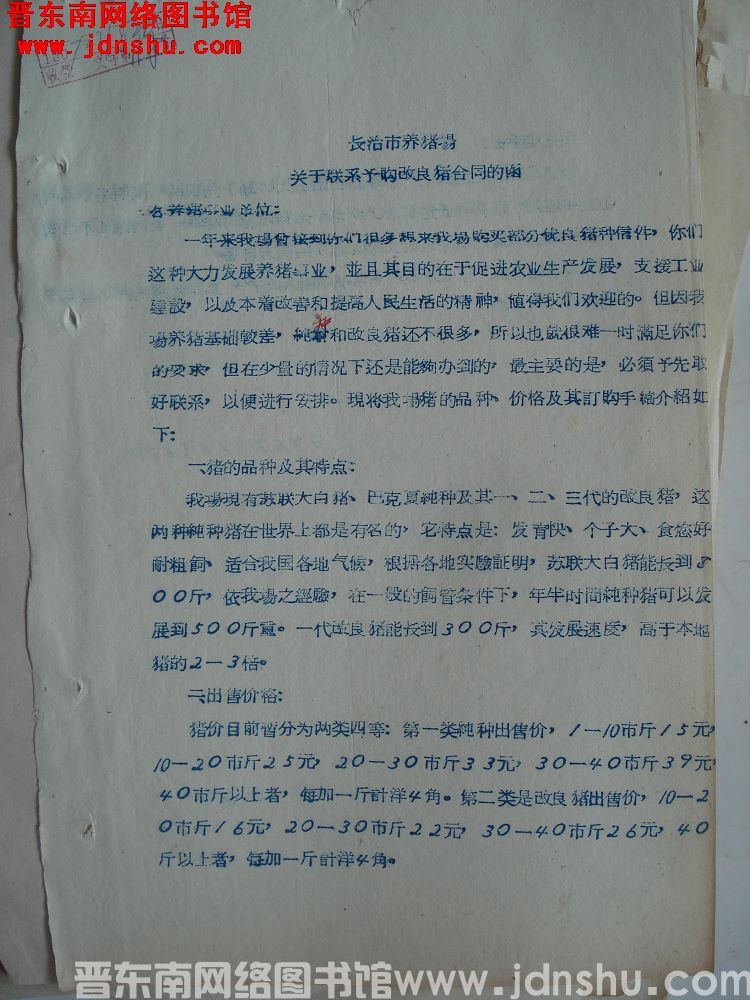 晋东南网络图书馆
www.jdnshu.com
长治市养猪場
关于联系予购改良猪合同的函
各养猪事业单位：
一年来我場曾接到你们很多想来我場购买部分优良猪种信件，你们
这种大力发展养猪事业，並且其目的在于促进农业生产发展，支援工业
建設，以及本着改善和提高人民生活的精神，值得我们欢迎的。但因我
場养猪基础較差，純种和改良猪还不很多，所以也就很难一时滿足你们
的要求，但在少量的情况下还是能夠办到的，最主要的是，必須予先取
好联系，以便进行安排。現将我場猪的品种、价格及其訂购手續介紹如
下：
一、猪的品种及其特点：
我場現有苏联大白猪、巴克夏純种及其一、二、三代的改良猪，这
两种純种猪在世界上都是有名的，它特点是：发育快、个子大、食慾好
耐粗飼、适合我国各地气候，根据各地实驗証明，苏联大白猪能长到8
00斤，依我場之經驗，在一般的飼管条件下，年半时間純种猪可以发
展到500斤重。一代改良猪能长到300斤，其发展速度，高于本地
猪的2—3倍。
二、出售价格：
猪价目前暫分为两类四等：第一类純种出售价，1—10市斤15元，
10—20市斤25元，20—30市斤33元，30—40市斤39元，
40市斤以上者，每加一斤計洋4角。第二类是改良猪出售价，10—2
0市斤16元，20—30市斤22元，30—40市斤26元，40
斤以上者，每加一斤計洋4角。
晋东南网络图书馆www.jdnshu.com